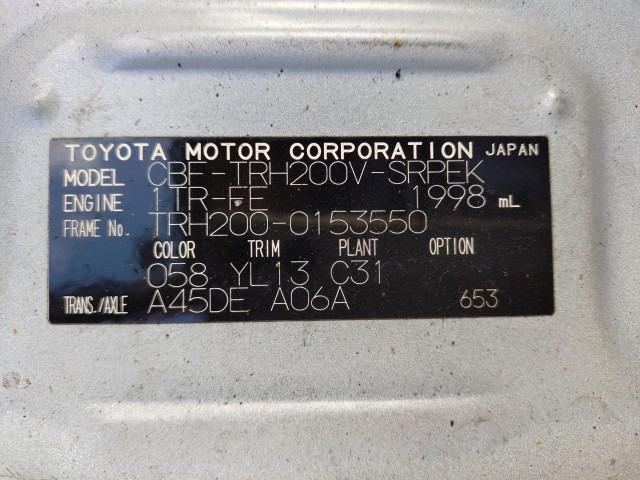 TOYOTA MOTOR CORPORATION JAPAN
MODEL CBF-TRH200V-SRPEK
ENGINE 1TR-FE 1998 mL
FRAME No. TRH200-0153550
COLOR TRIM PLANT OPTION
058 YL13 C31
TRANS./AXLE A45DE A06A 653